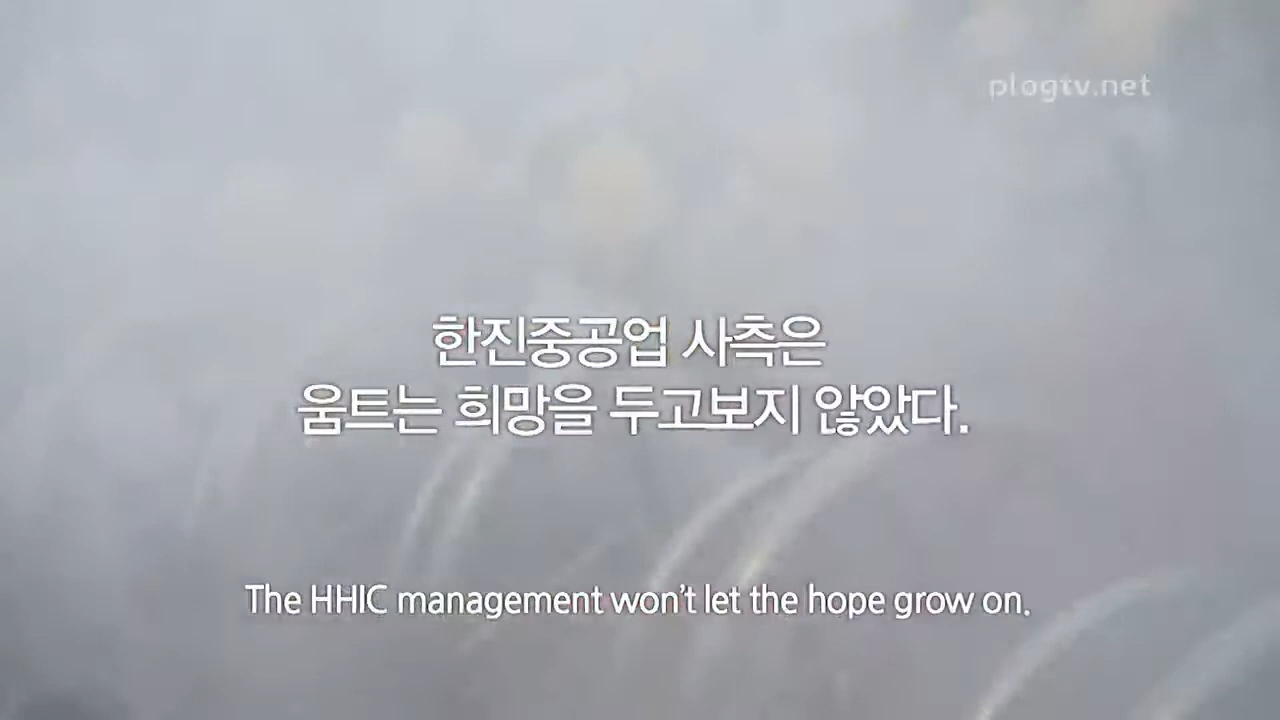 plogtv.net
한진중공업 사측은
움트는 희망을 두고보지 않았다.
The HHIC management won't let the hope grow on.